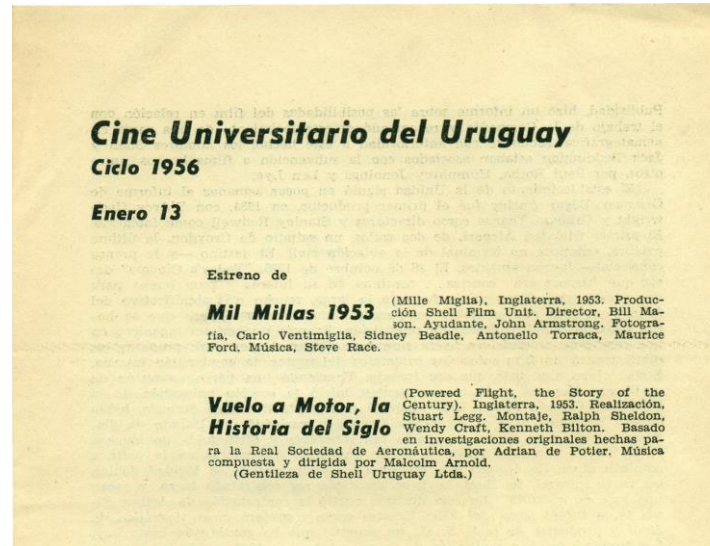 Cine Universitario del Uruguay
Ciclo 1956
Enero 13
Estreno de
Mil Millas 1953 (Mille Miglia), Inglaterra, 1953. Produc-
ción Shell Film Unit. Director, Bill Ma-
son. Ayudante, John Armstrong. Fotogra-
fía, Carlo Ventimiglia, Sidney Beadle, Antonello Torraca, Maurice
Ford. Música, Steve Race.
Vuelo a Motor, la
Historia del Siglo
(Powered Flight, the Story of the
Century). Inglaterra, 1953. Realización,
Stuart Legg. Montaje, Ralph Sheldon,
Wendy Craft, Kenneth Bilton. Basado
en investigaciones originales hechas pa-
ra la Real Sociedad de Aeronáutica, por Adrian de Potier. Música
compuesta y dirigida por Malcolm Arnold.
(Gentileza de Shell Uruguay Ltda.)